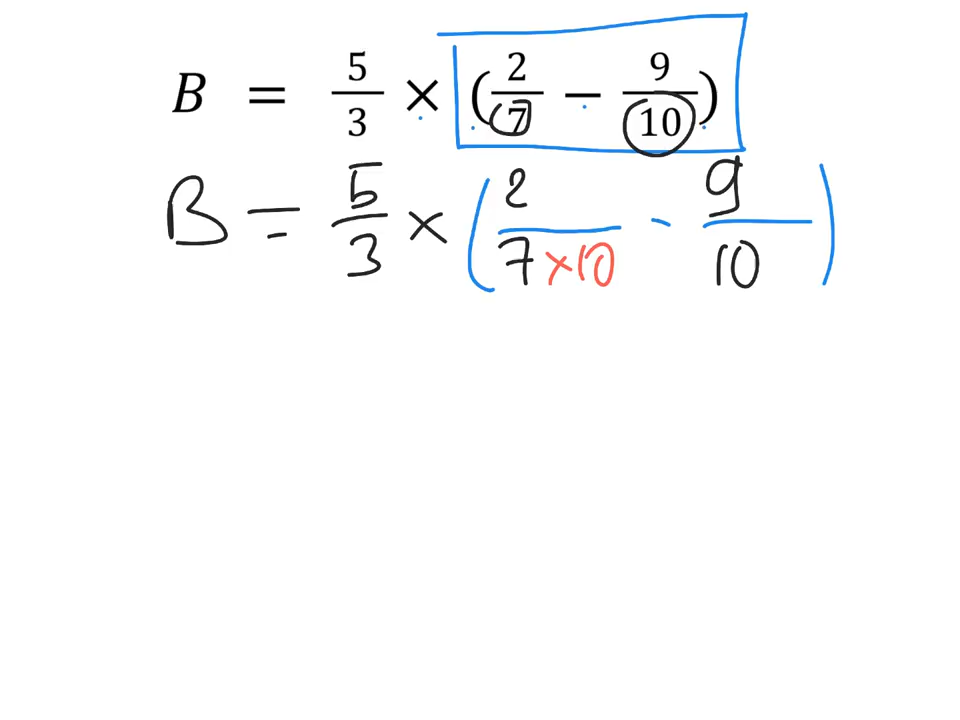 B = 5/3 × (2/7 − 9/10)
B = 5/3 × (2/7×10 - 9/10)